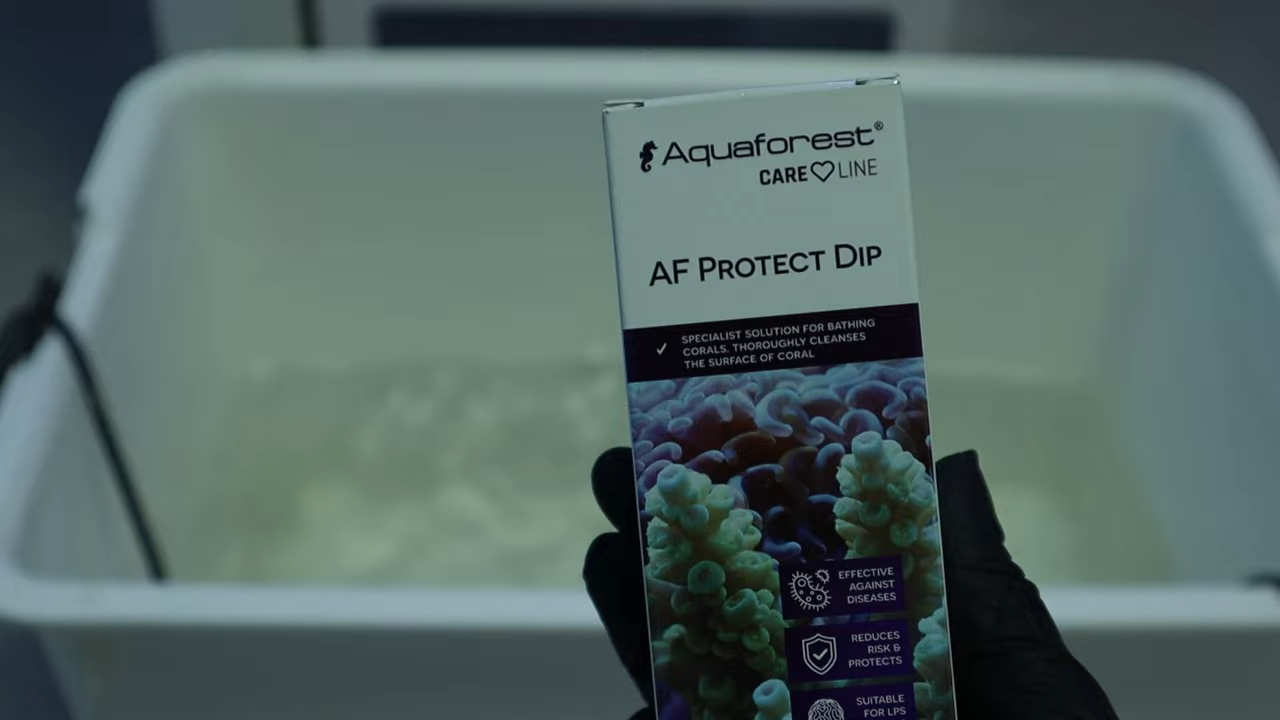 Aquaforest®
CARE LINE
AF PROTECT DIP
SPECIALIST SOLUTION FOR BATHING
CORALS. THOROUGHLY CLEANSES
THE SURFACE OF CORAL
EFFECTIVE
AGAINST
DISEASES
REDUCES
RISK &
PROTECTS
SUITABLE
FOR LPS